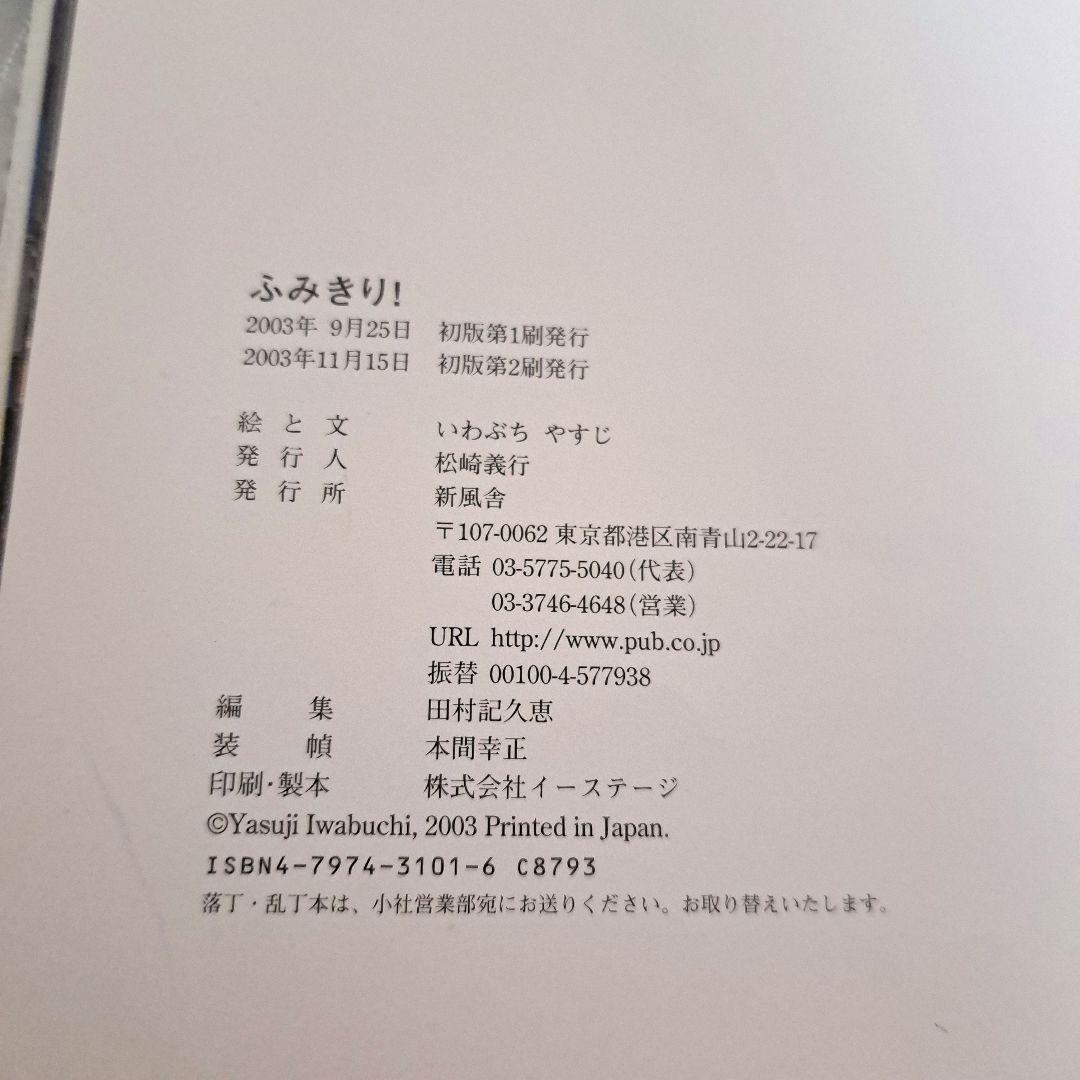 ふみきり!
2003年 9月25日 初版第1刷発行
2003年11月15日 初版第2刷発行
絵と文 いわぶち やすじ
発行人 松崎義行
発行所 新風舎
〒107-0062 東京都港区南青山2-22-17
電話 03-5775-5040(代表)
03-3746-4648(営業)
URL http://www.pub.co.jp
振替 00100-4-577938
編集 田村記久恵
装幀 本間幸正
印刷・製本 株式会社イーステージ
©Yasuji Iwabuchi, 2003 Printed in Japan.
ISBN4-7974-3101-6 C8793
落丁・乱丁本は、小社営業部宛にお送りください。お取り替えいたします。